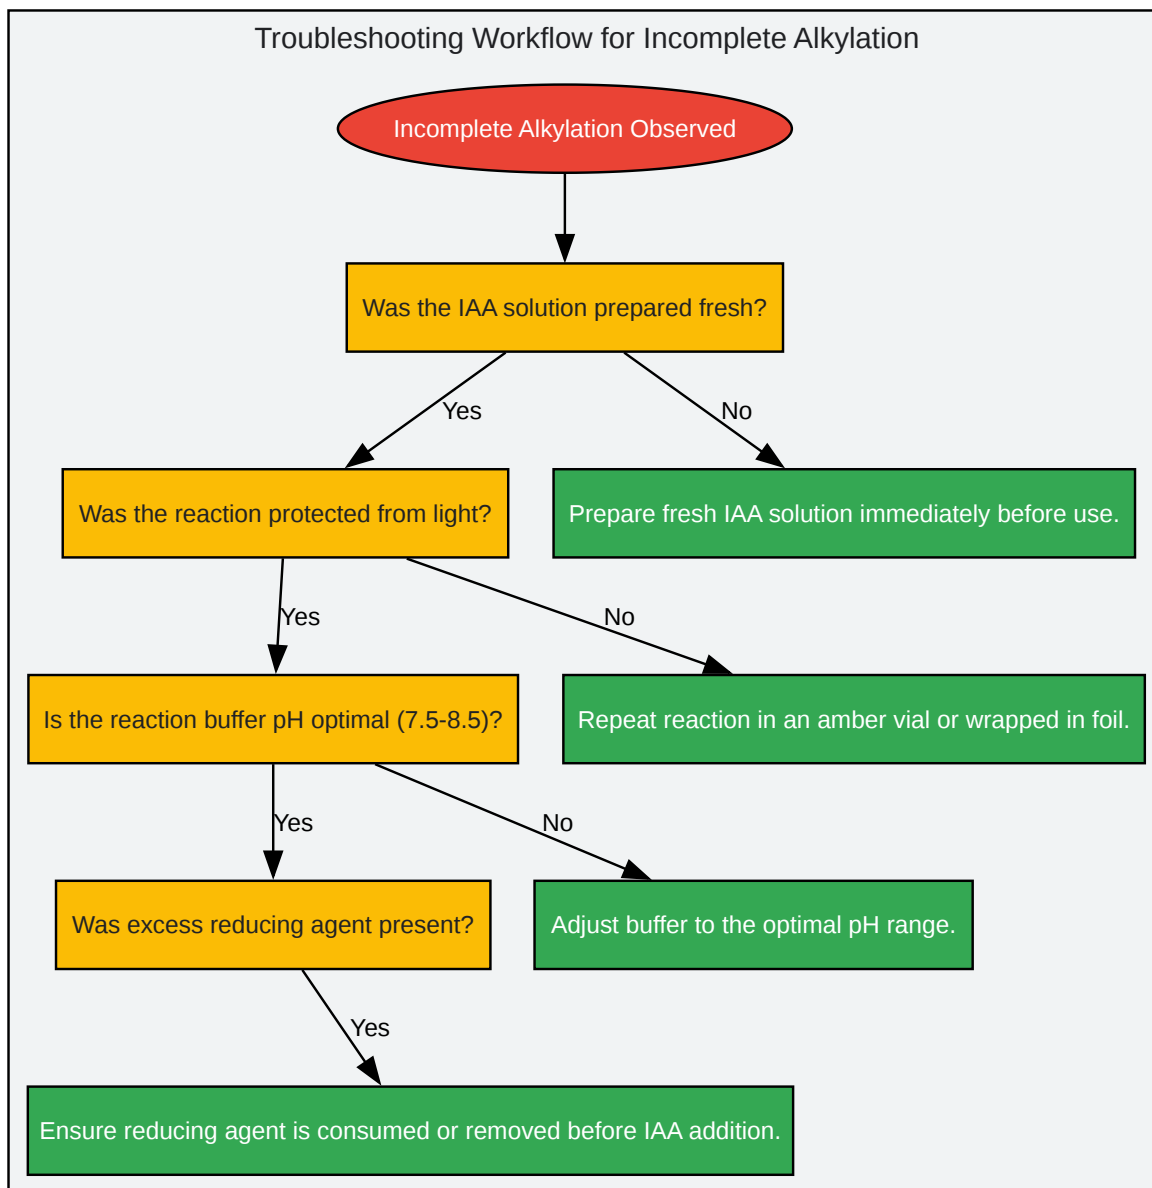 Troubleshooting Workflow for Incomplete Alkylation
Incomplete Alkylation Observed
Was the IAA solution prepared fresh?
Yes
No
Was the reaction protected from light?
Prepare fresh IAA solution immediately before use.
Yes
No
Is the reaction buffer pH optimal (7.5-8.5)?
Repeat reaction in an amber vial or wrapped in foil.
Yes
No
Was excess reducing agent present?
Adjust buffer to the optimal pH range.
Yes
Ensure reducing agent is consumed or removed before IAA addition.